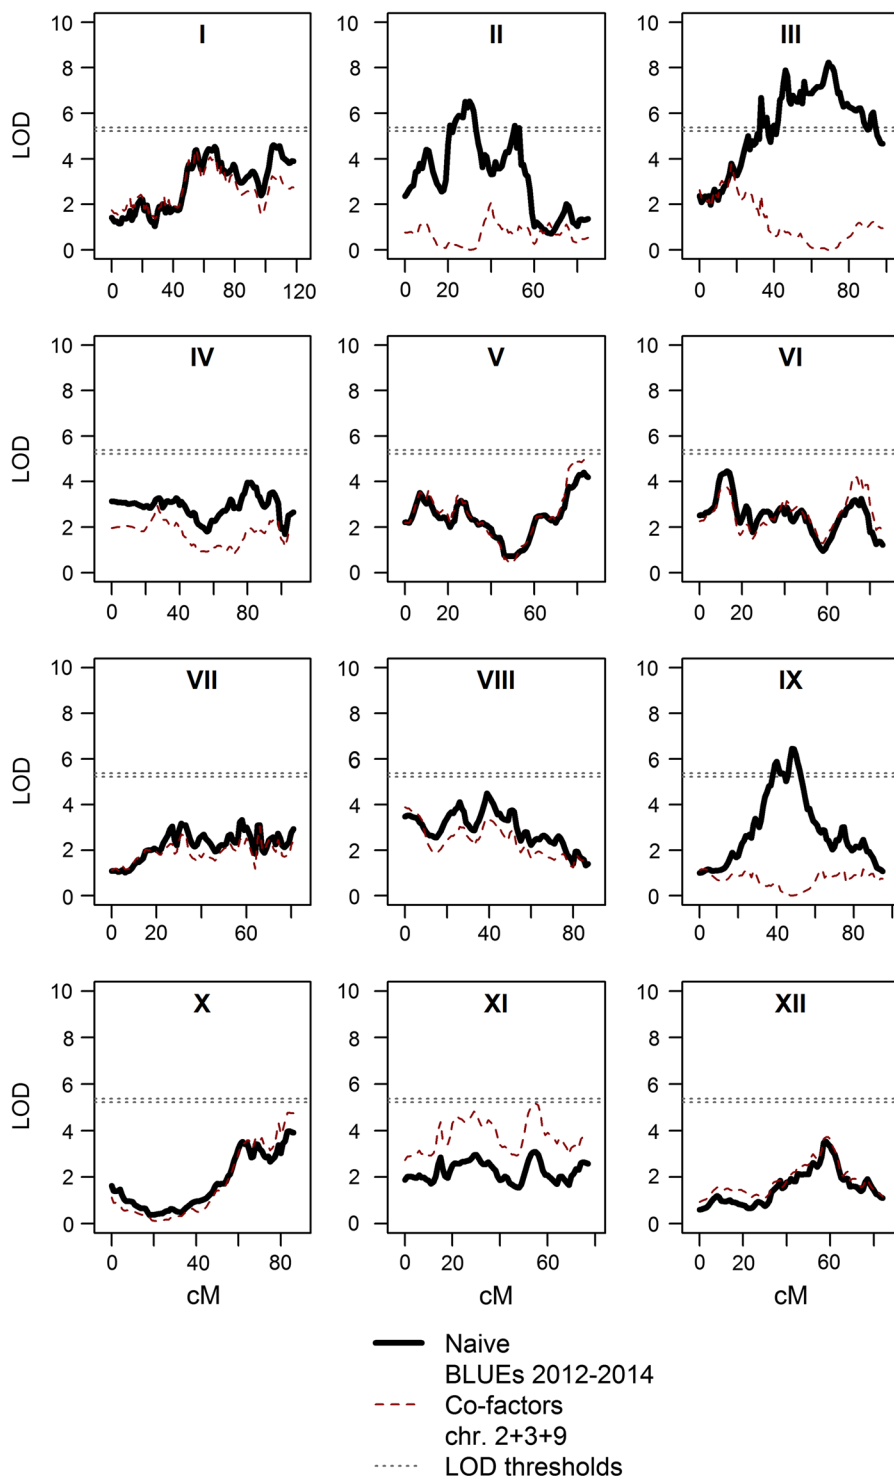 I II III
LOD
10 10 10
8 8 8
6 6 6
4 4 4
2 2 2
0 0 0
0 40 80 120 0 20 60 0 40 80
IV V VI
LOD
10 10 10
8 8 8
6 6 6
4 4 4
2 2 2
0 0 0
0 40 80 0 20 60 0 20 60
VII VIII IX
LOD
10 10 10
8 8 8
6 6 6
4 4 4
2 2 2
0 0 0
0 20 60 0 40 80 0 40 80
X XI XII
LOD
10 10 10
8 8 8
6 6 6
4 4 4
2 2 2
0 0 0
0 40 80 0 20 60 0 20 60
cM cM cM
Naive
BLUEs 2012-2014
Co-factors
chr. 2+3+9
LOD thresholds